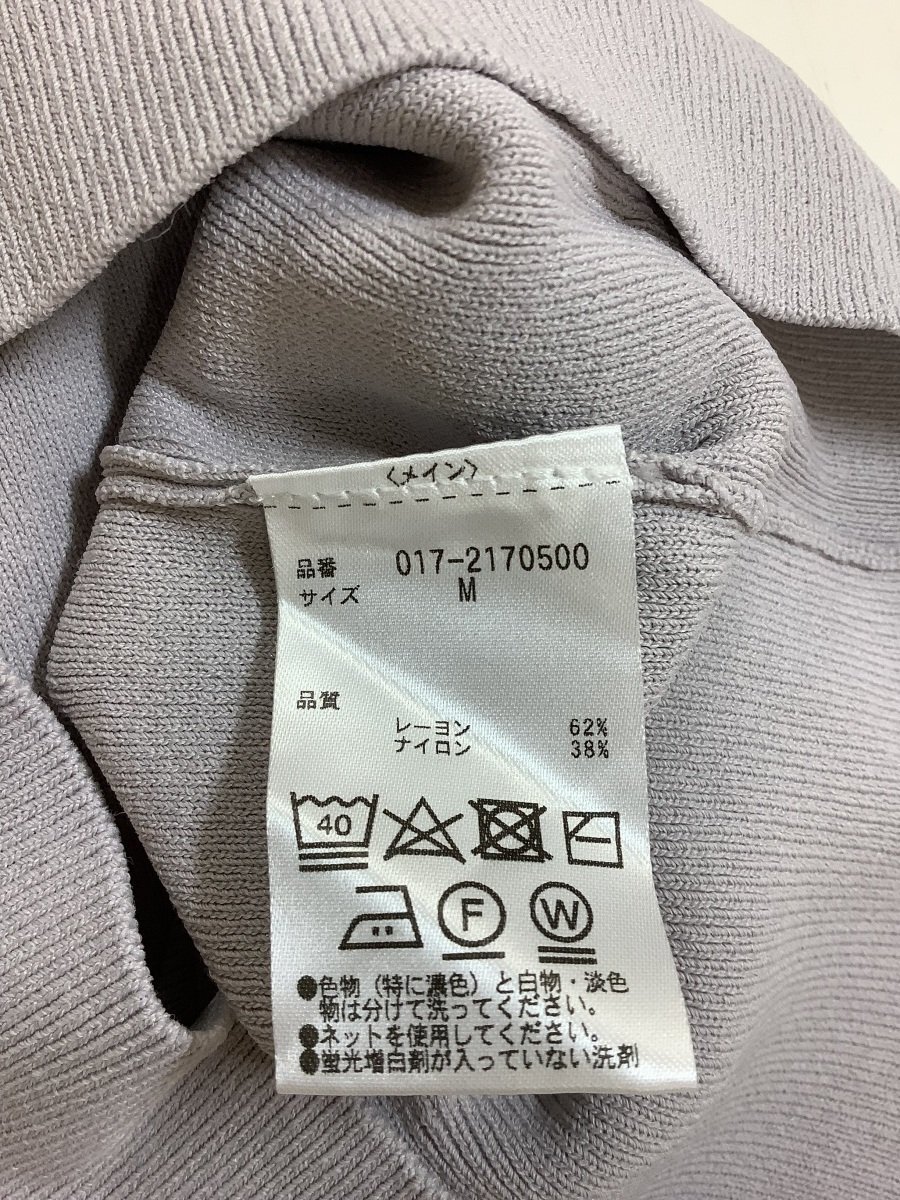 〈メイン〉
品番 017-2170500
サイズ M
品質
レーヨン 62%
ナイロン 38%
40
F W
●色物(特に濃色)と白物・淡色
物は分けて洗ってください。
●ネットを使用してください。
●蛍光増白剤が入っていない洗剤